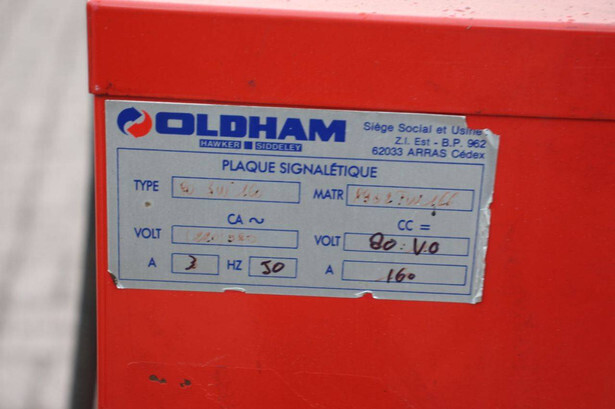 OLDHAM
HAWKER SIDDELEY
Siège Social et Usine
Z.I. Est - B.P. 962
62033 ARRAS Cédex
PLAQUE SIGNALÉTIQUE
TYPE MATR
CA ~ CC =
VOLT VOLT 80 V.0
A 3 HZ 50 A 160